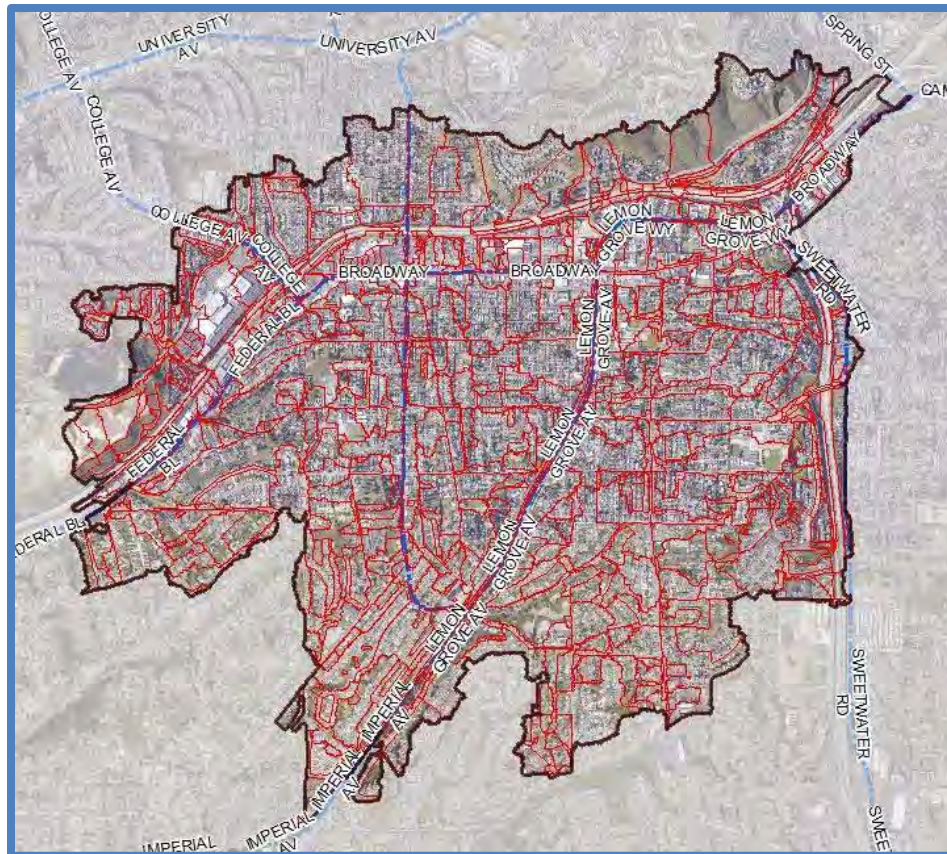 UNIVERSITY
AV
UNIVERSITY AV
SPRING ST
COLLEGE AV
COLLEGE AV
BROADWAY
COLLEGE AV
COLLEGE
AV
LEMON
GROVE WY
LEMON
GROVE WY
SWEETWATER
RD
BROADWAY
BROADWAY
FEDERAL BL
LEMON
GROVE AV
LEMON
GROVE AV
FEDERAL
BL
LEMON
GROVE AV
LEMON
GROVE AV
IMPERIAL
AV
SWEETWATER
RD
IMPERIAL
AV
IMPERIAL
AV
IMPERIAL